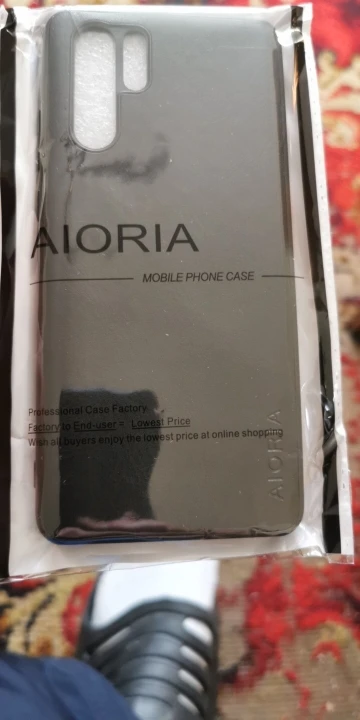 AIORIA
MOBILE PHONE CASE
Professional Case Factory
Factory to End-user = Lowest Price
Wish all buyers enjoy the lowest price at online shopping
AIORIA